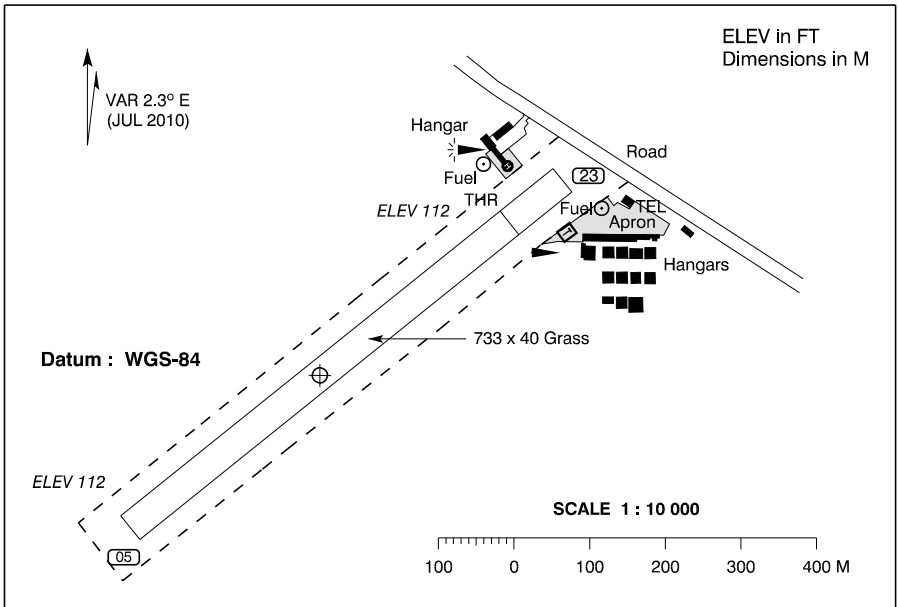 ELEV in FT
Dimensions in M
VAR 2.3° E
(JUL 2010)
Hangar
Road
Fuel
23
THR
ELEV 112
Fuel
TEL
Apron
Hangars
733 x 40 Grass
Datum : WGS-84
ELEV 112
05
SCALE 1 : 10 000
100 0 100 200 300 400 M